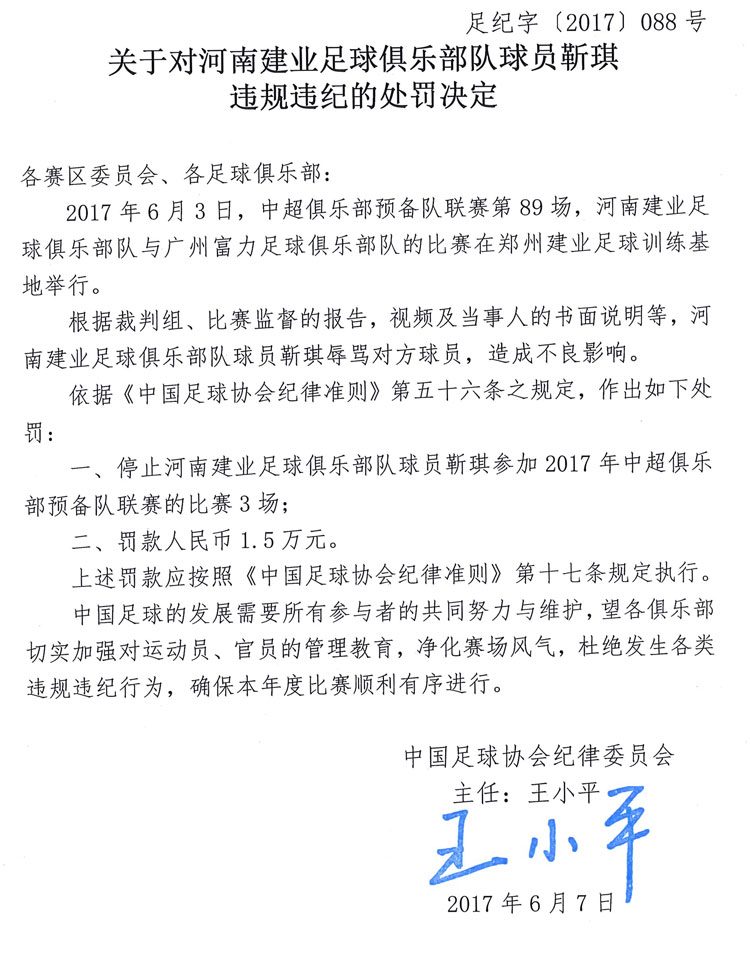 足纪字〔2017〕088号
关于对河南建业足球俱乐部队球员靳琪
违规违纪的处罚决定
各赛区委员会、各足球俱乐部：
2017年6月3日，中超俱乐部预备队联赛第89场，河南建业足
球俱乐部队与广州富力足球俱乐部队的比赛在郑州建业足球训练基
地举行。
根据裁判组、比赛监督的报告，视频及当事人的书面说明等，河
南建业足球俱乐部队球员靳琪辱骂对方球员，造成不良影响。
依据《中国足球协会纪律准则》第五十六条之规定，作出如下处
罚：
一、停止河南建业足球俱乐部队球员靳琪参加2017年中超俱乐
部预备队联赛的比赛3场；
二、罚款人民币1.5万元。
上述罚款应按照《中国足球协会纪律准则》第十七条规定执行。
中国足球的发展需要所有参与者的共同努力与维护，望各俱乐部
切实加强对运动员、官员的管理教育，净化赛场风气，杜绝发生各类
违规违纪行为，确保本年度比赛顺利有序进行。
中国足球协会纪律委员会
主任：王小平
王小平
2017年6月7日